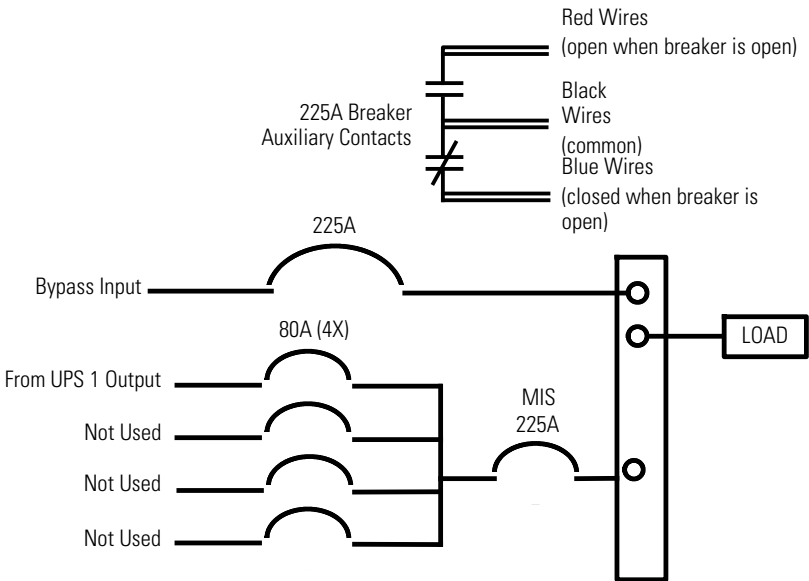 Red Wires
(open when breaker is open)
Black
Wires
(common)
225A Breaker
Auxiliary Contacts
Blue Wires
(closed when breaker is
open)
225A
Bypass Input
LOAD
80A (4X)
From UPS 1 Output
MIS
225A
Not Used
Not Used
Not Used